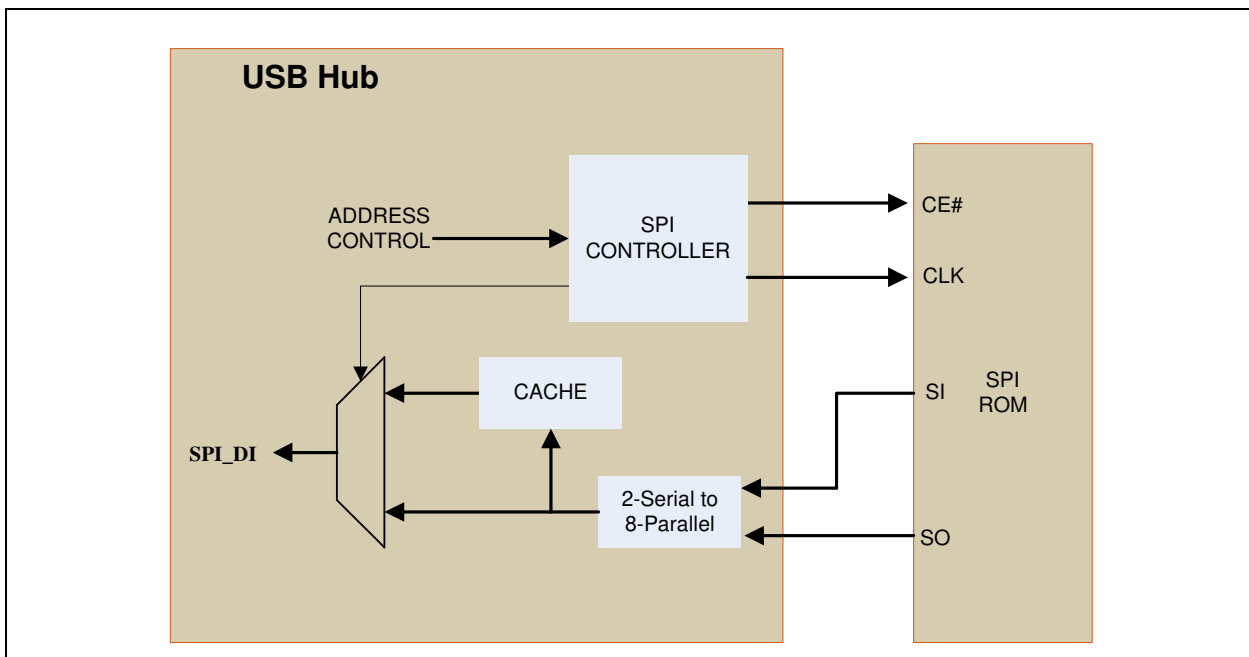 USB Hub
ADDRESS
CONTROL
SPI
CONTROLLER
CE#
CLK
CACHE
SI
SPI
ROM
SPI_DI
2-Serial to
8-Parallel
SO